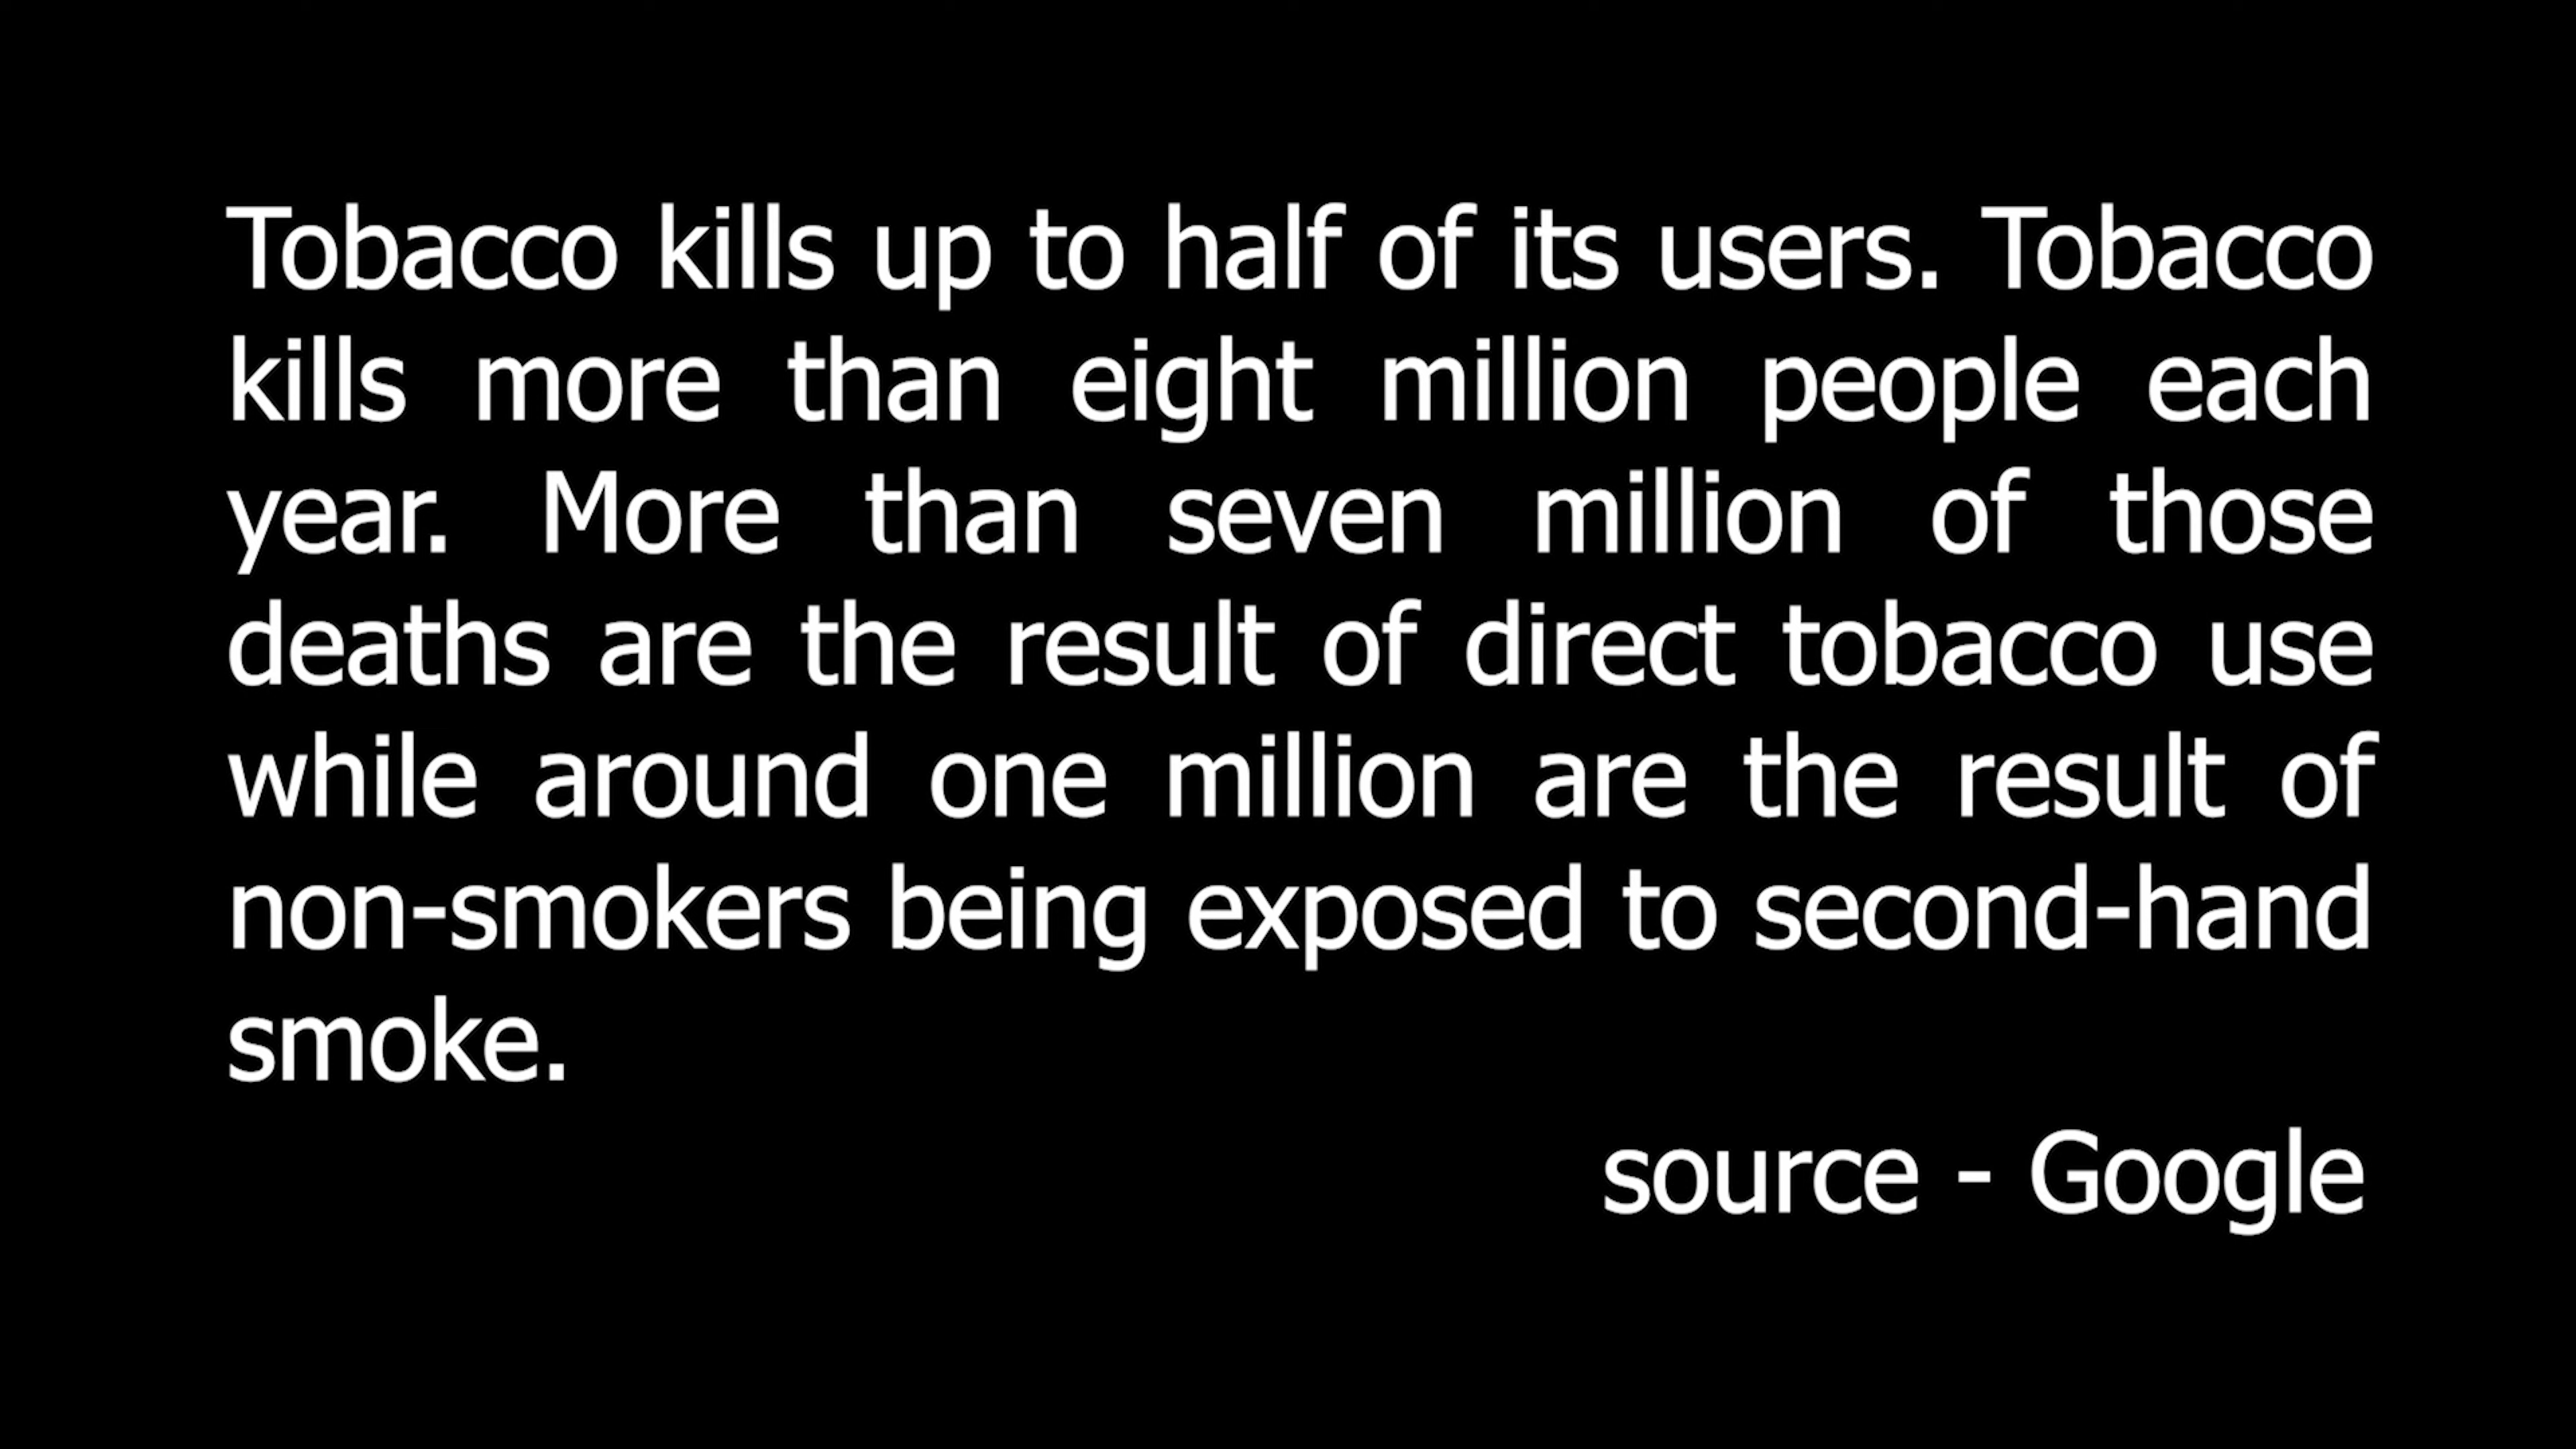 Tobacco kills up to half of its users. Tobacco
kills more than eight million people each
year. More than seven million of those
deaths are the result of direct tobacco use
while around one million are the result of
non-smokers being exposed to second-hand
smoke.
source - Google